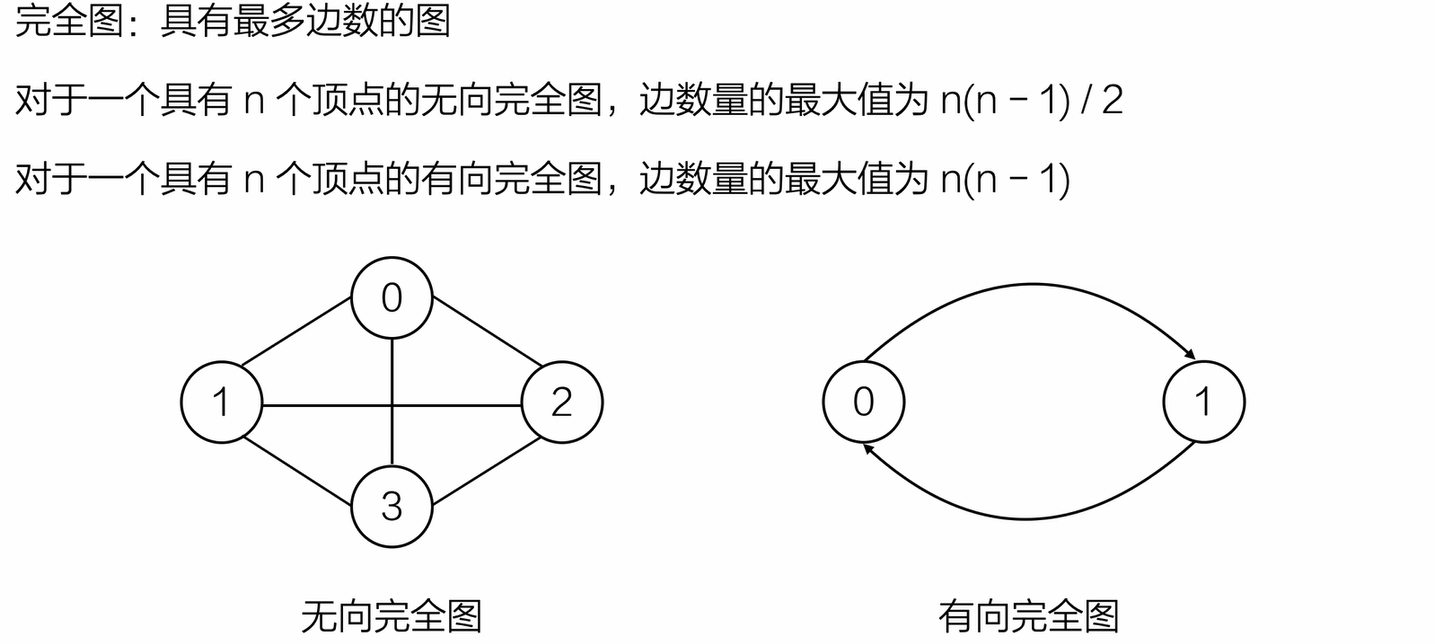 完全图：具有最多边数的图
对于一个具有 n 个顶点的无向完全图，边数量的最大值为 n(n − 1) / 2
对于一个具有 n 个顶点的有向完全图，边数量的最大值为 n(n − 1)
0
1
2
3
0
1
无向完全图
有向完全图